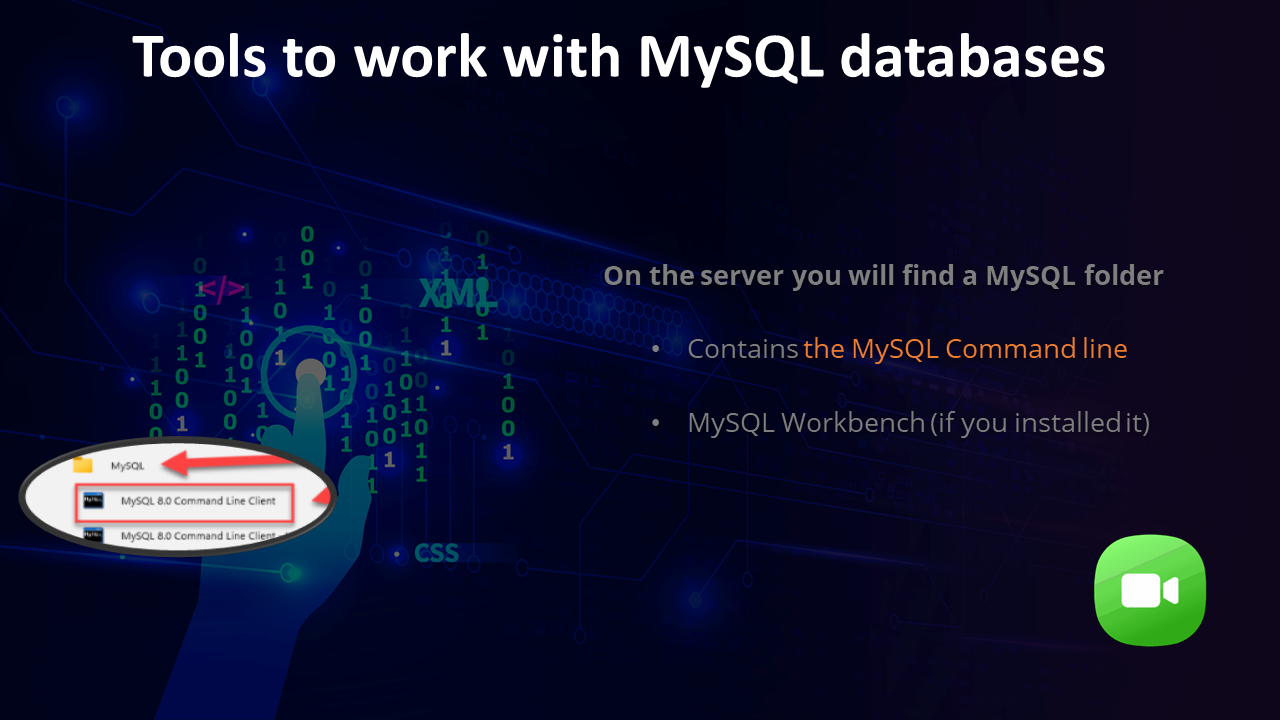 Tools to work with MySQL databases
On the server you will find a MySQL folder
• Contains the MySQL Command line
• MySQL Workbench (if you installed it)
</>
XML
MySQL
MySQL 8.0 Command Line Client
MySQL 8.0 Command Line Client -
CSS